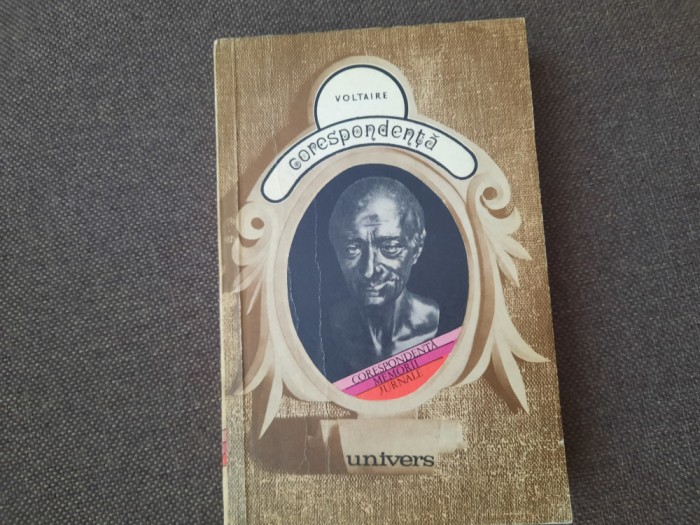 VOLTAIRE
corespondență
CORESPONDENȚĂ
MEMORII
JURNALE
univers